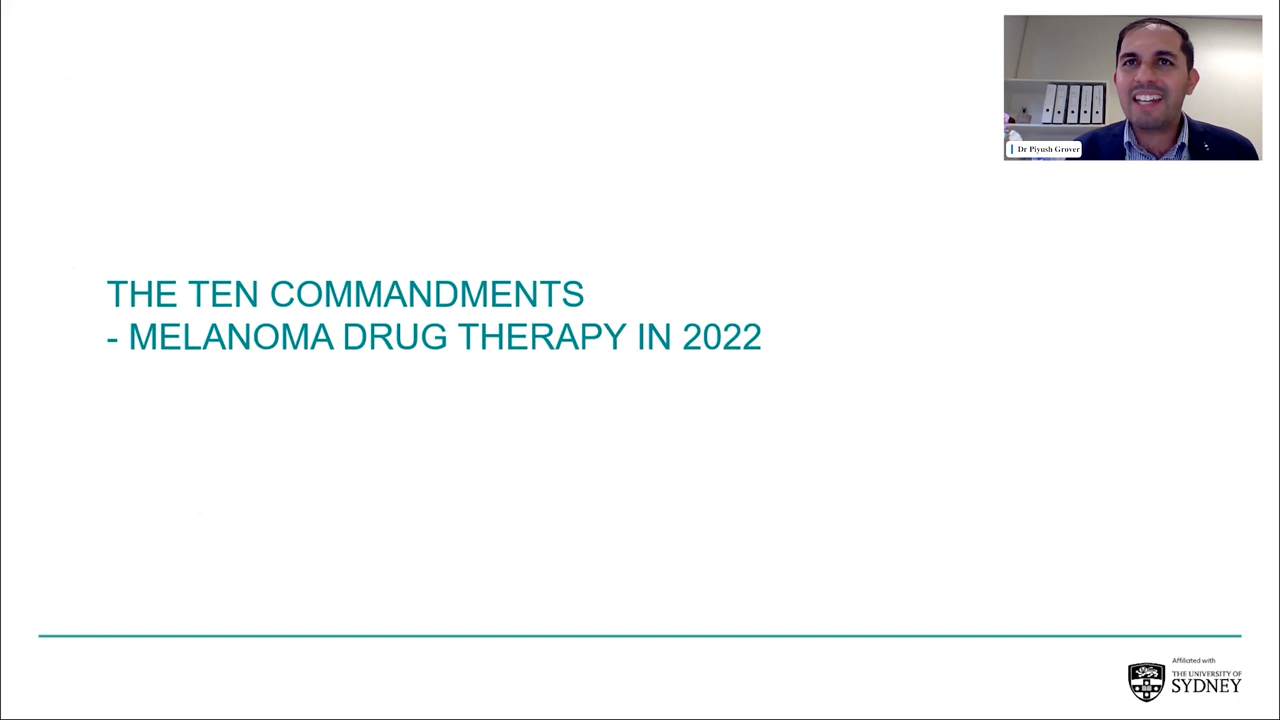 Dr Piyush Grover
THE TEN COMMANDMENTS
- MELANOMA DRUG THERAPY IN 2022
Affiliated with
THE UNIVERSITY OF
SYDNEY